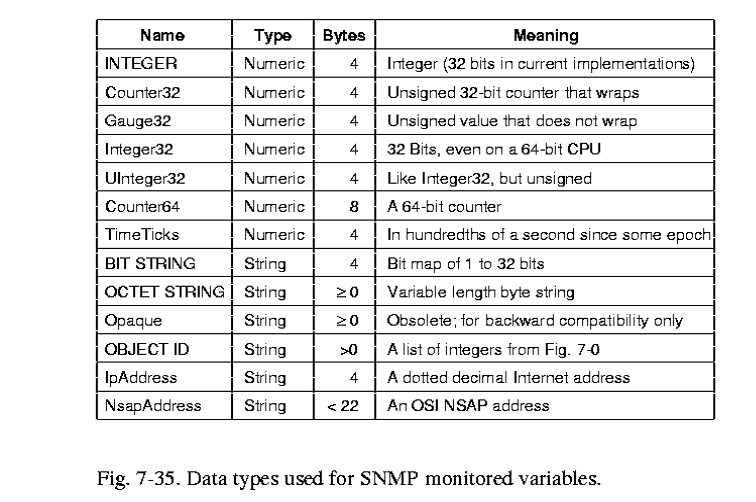 Name Type Bytes Meaning
INTEGER Numeric 4 Integer (32 bits in current implementations)
Counter32 Numeric 4 Unsigned 32-bit counter that wraps
Gauge32 Numeric 4 Unsigned value that does not wrap
Integer32 Numeric 4 32 Bits, even on a 64-bit CPU
UInteger32 Numeric 4 Like Integer32, but unsigned
Counter64 Numeric 8 A 64-bit counter
TimeTicks Numeric 4 In hundredths of a second since some epoch
BIT STRING String 4 Bit map of 1 to 32 bits
OCTET STRING String ≥ 0 Variable length byte string
Opaque String ≥ 0 Obsolete; for backward compatibility only
OBJECT ID String >0 A list of integers from Fig. 7-0
IpAddress String 4 A dotted decimal Internet address
NsapAddress String < 22 An OSI NSAP address
Fig. 7-35. Data types used for SNMP monitored variables.